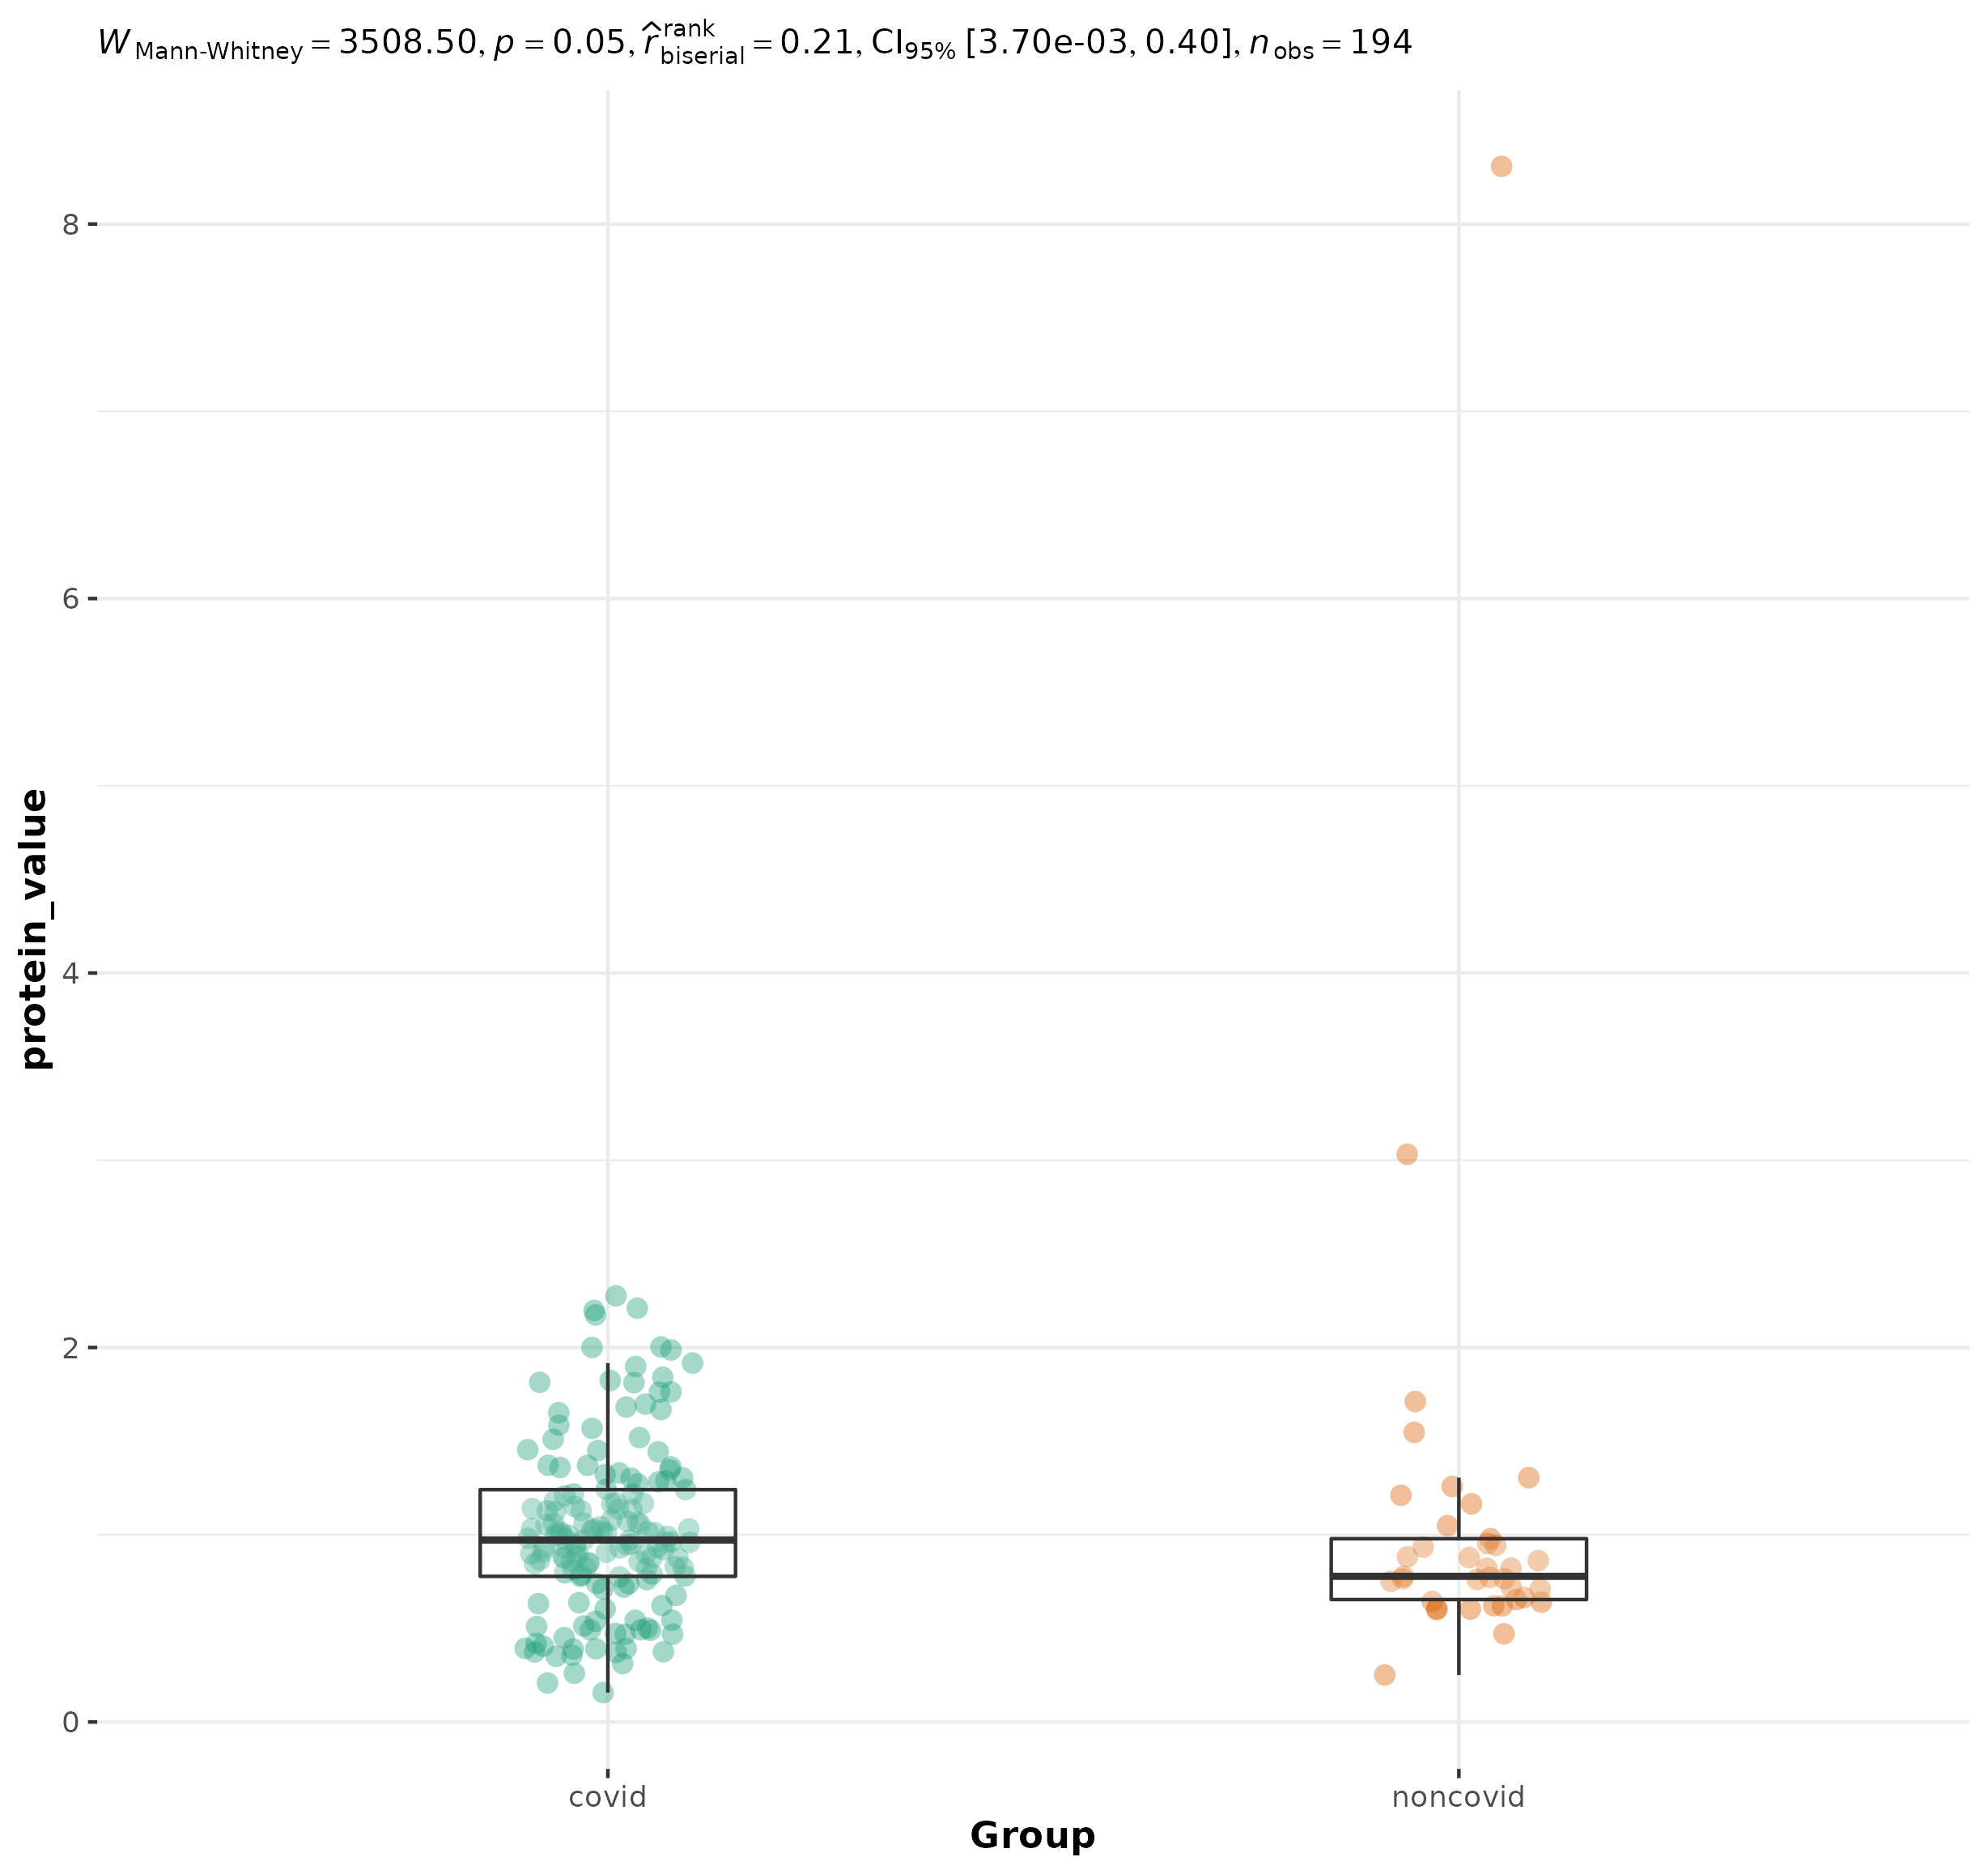 W Mann-Whitney = 3508.50, p = 0.05, r̂ rank biserial = 0.21, CI95% [3.70e-03, 0.40], n obs = 194
8
6
4
2
0
protein_value
covid noncovid
Group